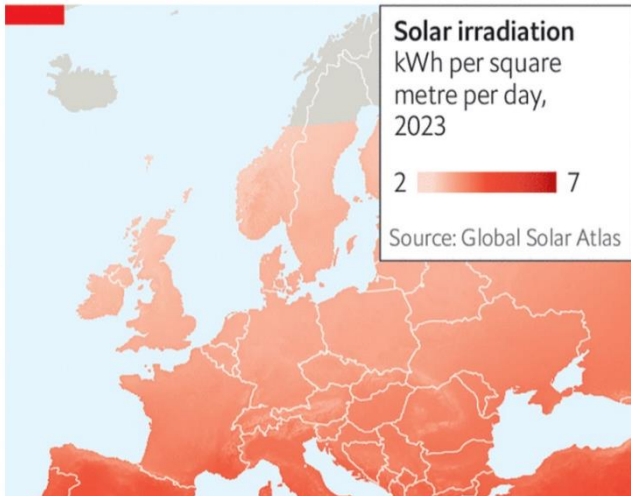 Solar irradiation
kWh per square
metre per day,
2023
2 7
Source: Global Solar Atlas